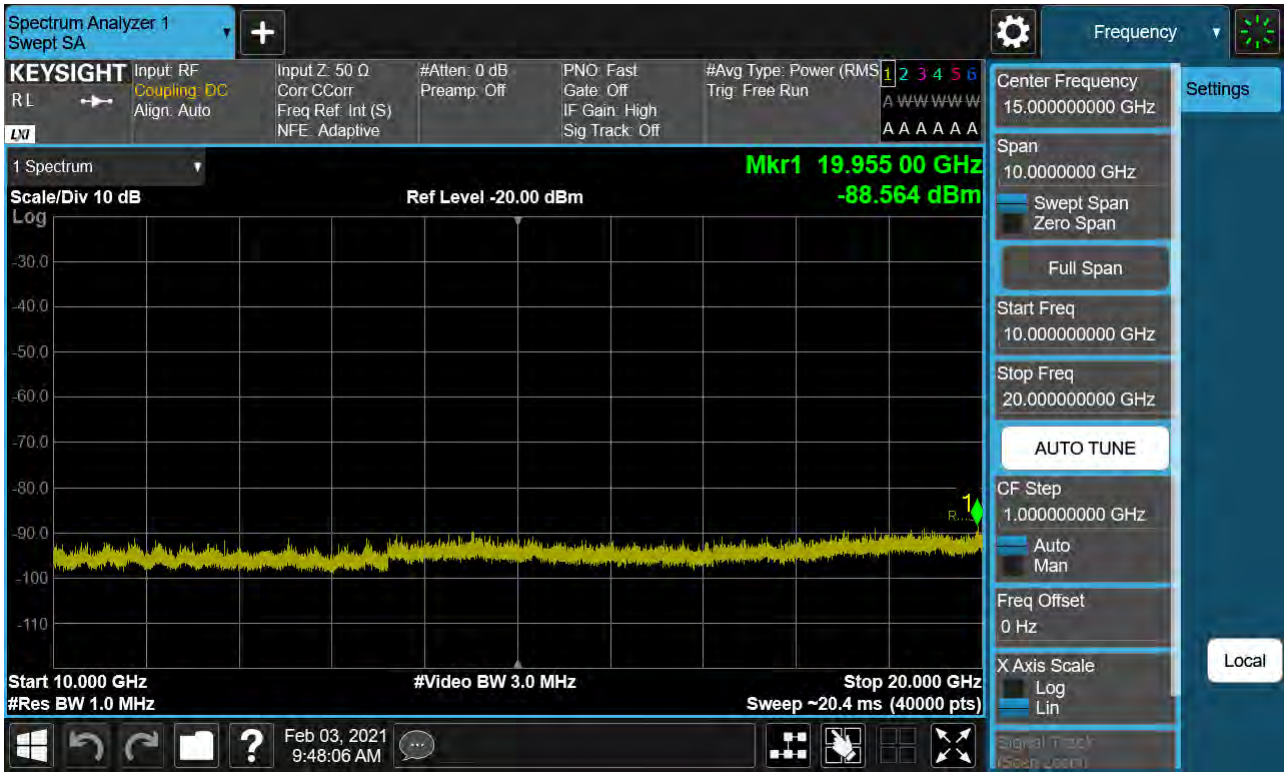 Spectrum Analyzer 1
Swept SA
Frequency
KEYSIGHT
RL
LXI
Input: RF
Coupling: DC
Align: Auto
Input Z: 50 Ω
Corr CCorr
Freq Ref: Int (S)
NFE: Adaptive
#Atten: 0 dB
Preamp: Off
PNO: Fast
Gate: Off
IF Gain: High
Sig Track: Off
#Avg Type: Power (RMS
Trig: Free Run
1 2 3 4 5 6
A W W W W W
A A A A A A
1 Spectrum
Scale/Div 10 dB
Log
Ref Level -20.00 dBm
Mkr1 19.955 00 GHz
-88.564 dBm
-30.0
-40.0
-50.0
-60.0
-70.0
-80.0
-90.0
-100
-110
1
R...
Start 10.000 GHz
#Res BW 1.0 MHz
#Video BW 3.0 MHz
Stop 20.000 GHz
Sweep ~20.4 ms (40000 pts)
Center Frequency
15.000000000 GHz
Span
10.0000000 GHz
Swept Span
Zero Span
Full Span
Start Freq
10.000000000 GHz
Stop Freq
20.000000000 GHz
AUTO TUNE
CF Step
1.000000000 GHz
Auto
Man
Freq Offset
0 Hz
X Axis Scale
Log
Lin
Signal Track
(Span Zoom)
Settings
Local
?
Feb 03, 2021
9:48:06 AM